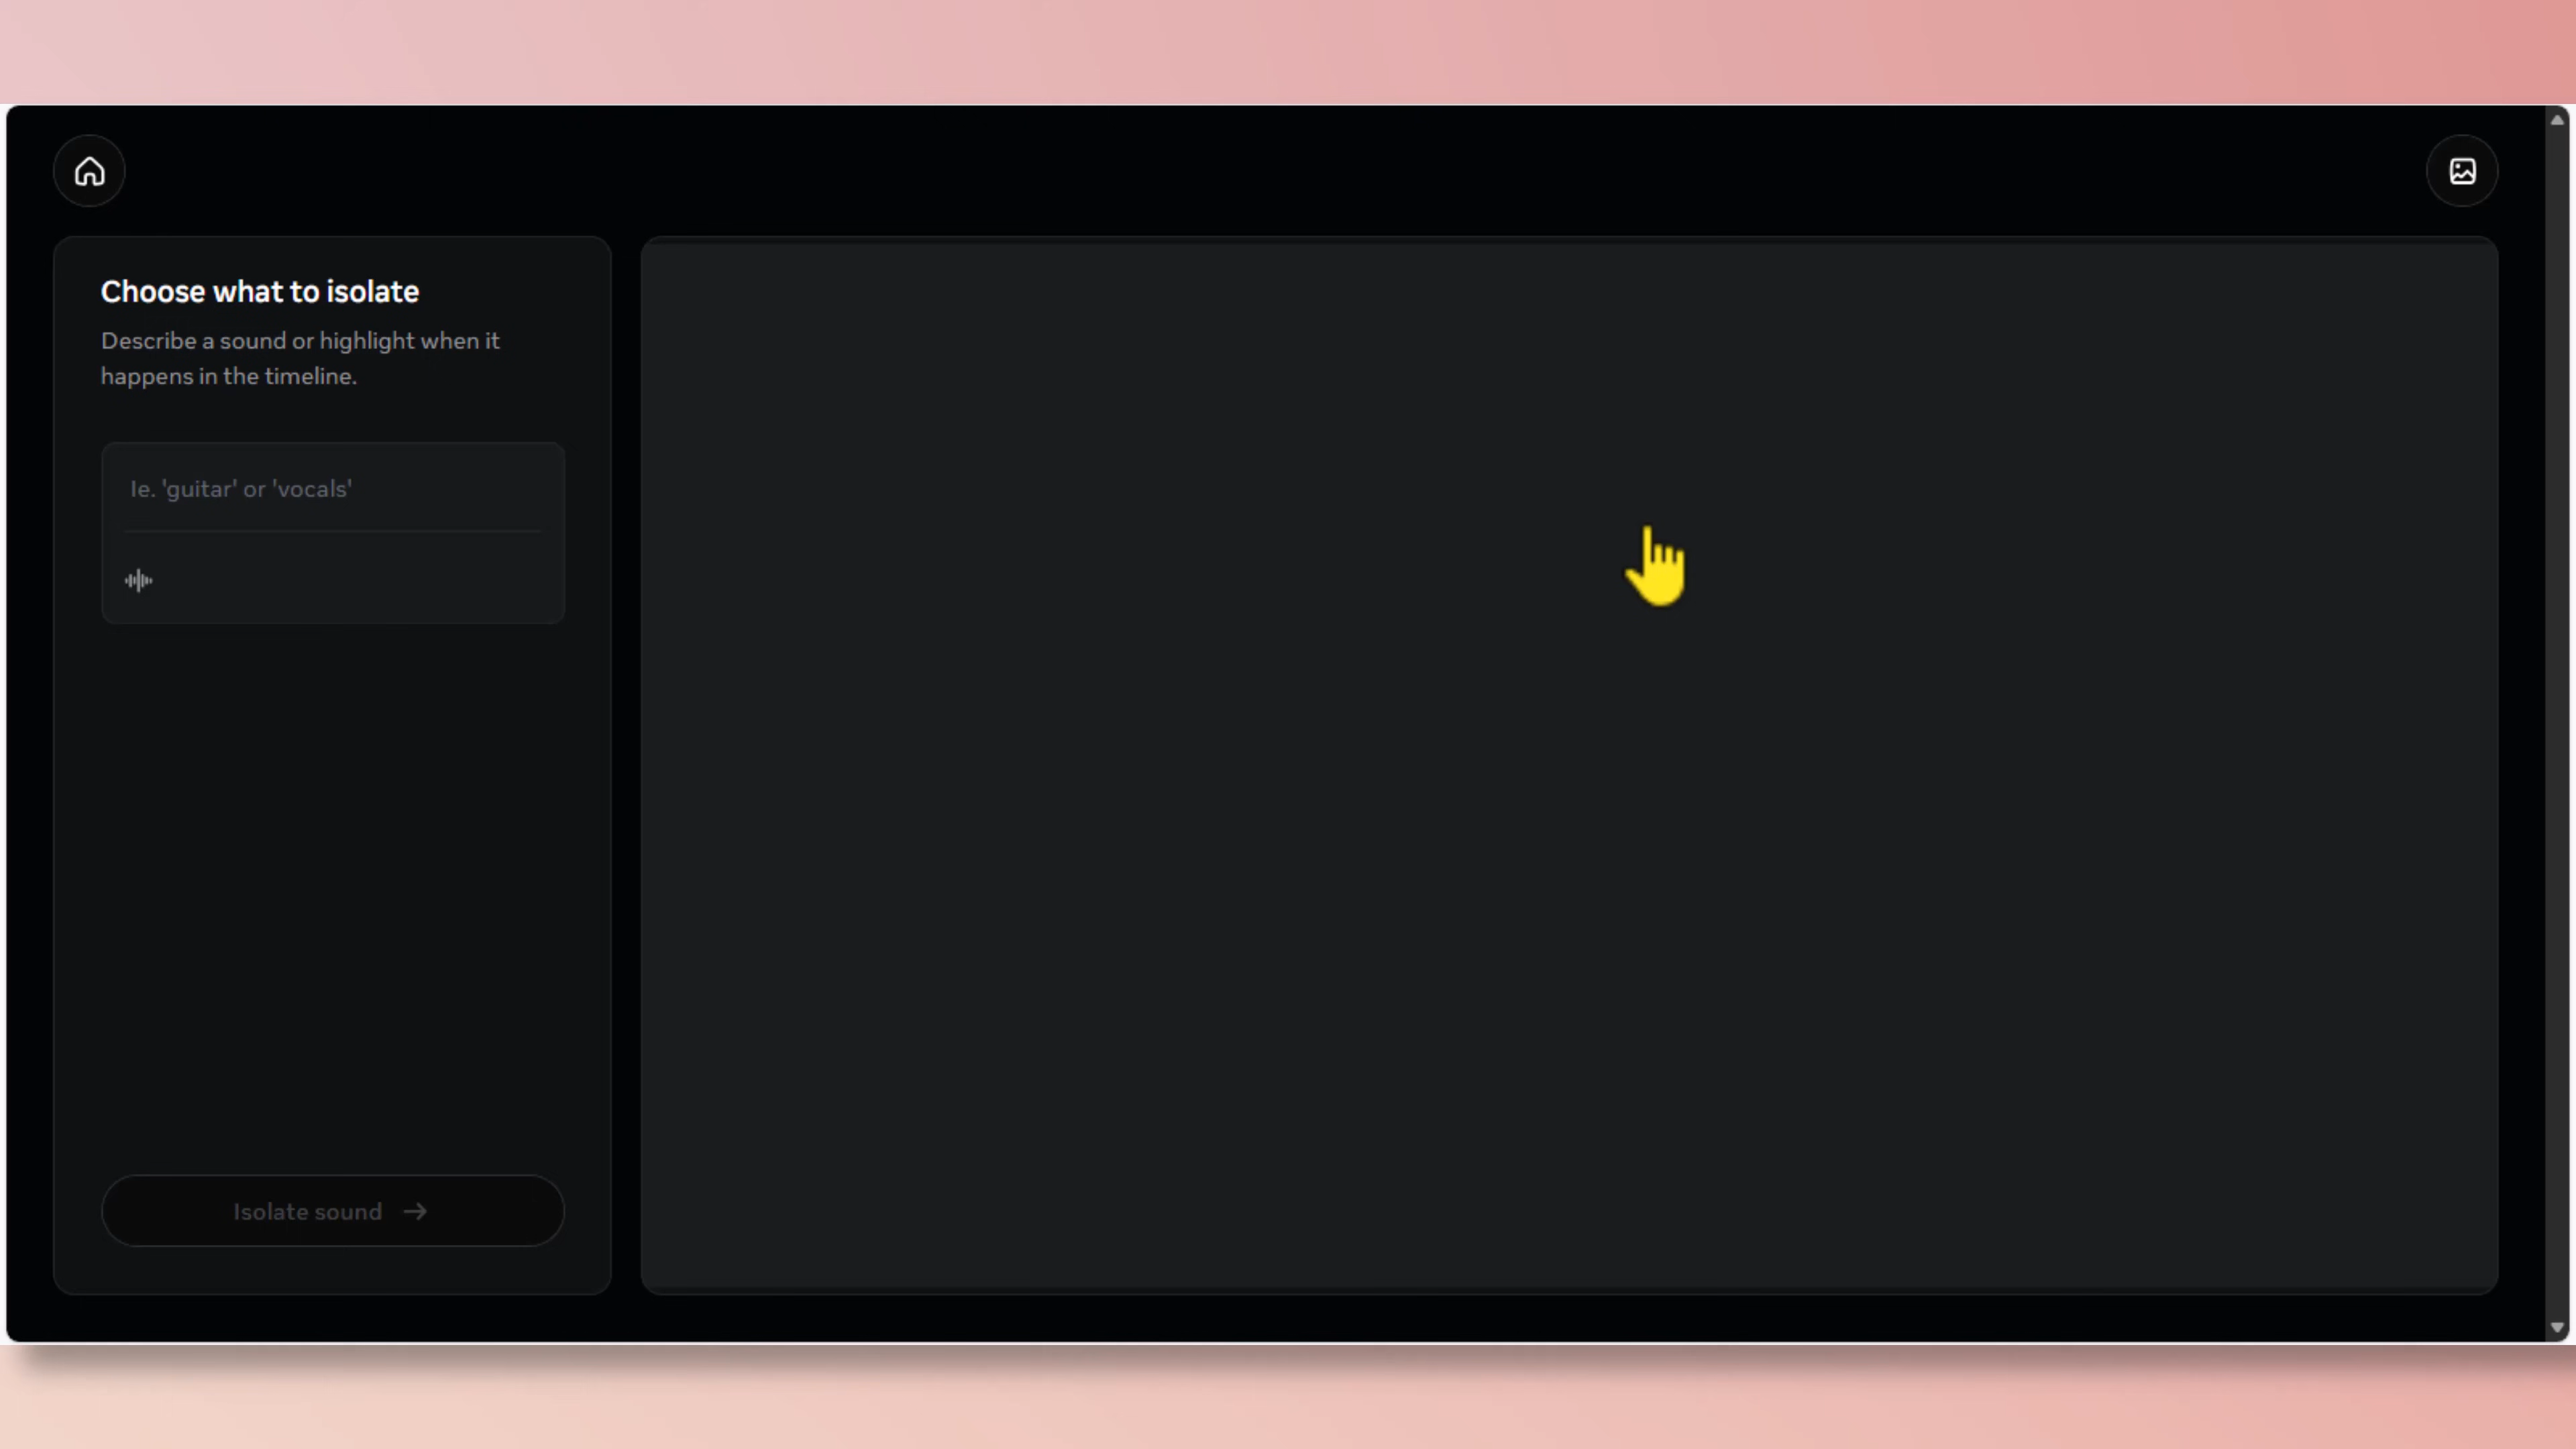 Choose what to isolate
Describe a sound or highlight when it
happens in the timeline.
Ie. 'guitar' or 'vocals'
Isolate sound